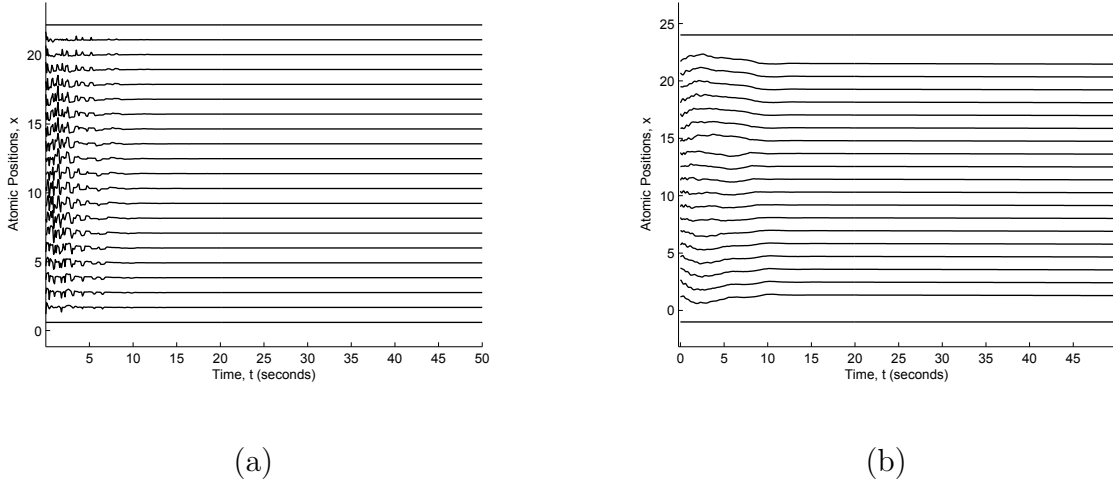 20
15
10
5
0
Atomic Positions, x
5 10 15 20 25 30 35 40 45 50
Time, t (seconds)
(a)
25
20
15
10
5
0
Atomic Positions, x
0 5 10 15 20 25 30 35 40 45
Time, t (seconds)
(b)